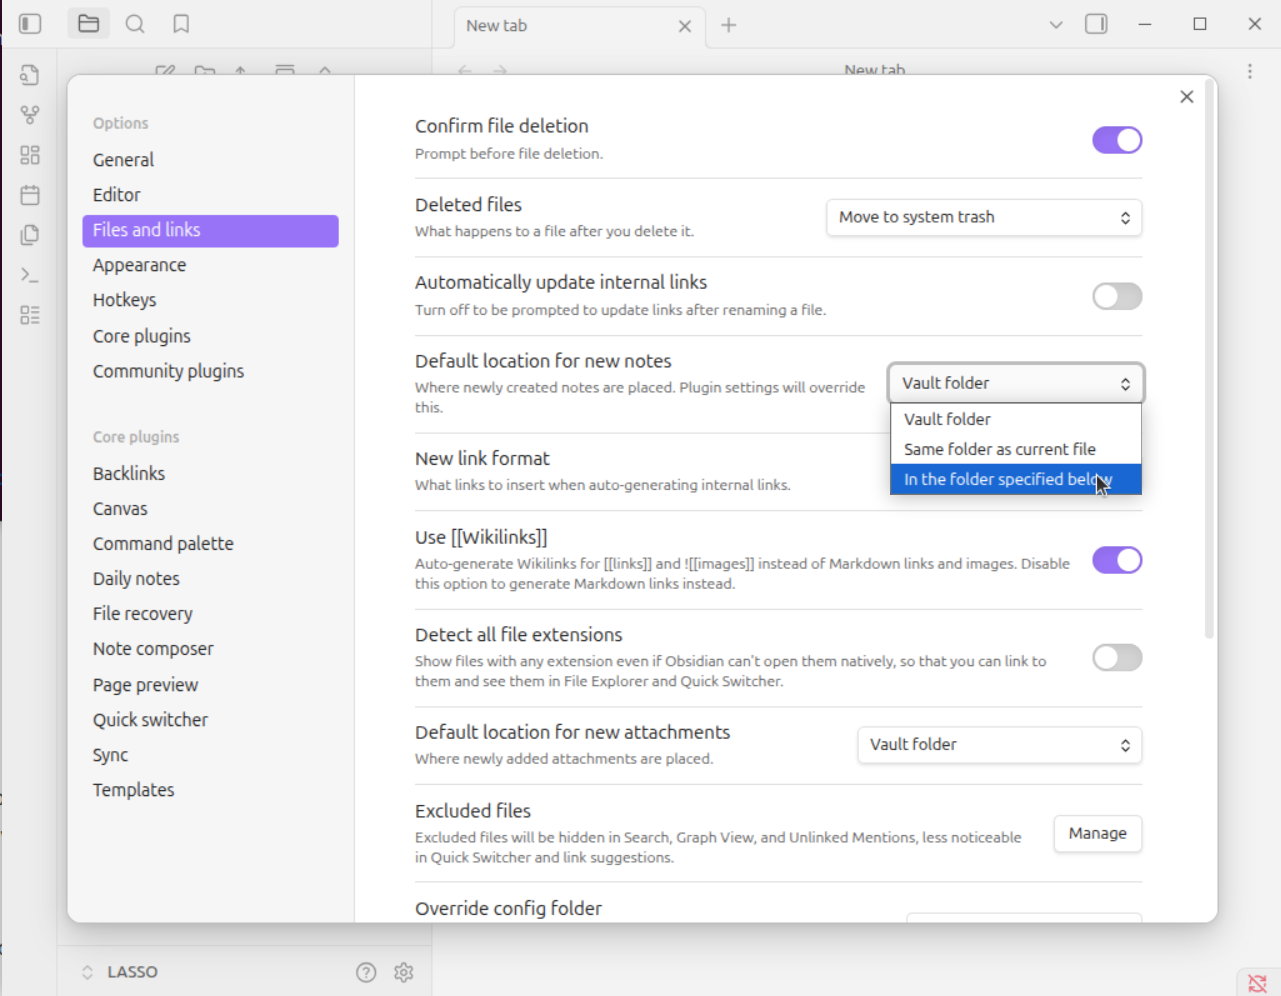 New tab
New tab
Options
General
Editor
Files and links
Appearance
Hotkeys
Core plugins
Community plugins
Core plugins
Backlinks
Canvas
Command palette
Daily notes
File recovery
Note composer
Page preview
Quick switcher
Sync
Templates
Confirm file deletion
Prompt before file deletion.
Deleted files
What happens to a file after you delete it.
Move to system trash
Automatically update internal links
Turn off to be prompted to update links after renaming a file.
Default location for new notes
Where newly created notes are placed. Plugin settings will override
this.
Vault folder
Vault folder
Same folder as current file
In the folder specified below
New link format
What links to insert when auto-generating internal links.
Use [[Wikilinks]]
Auto-generate Wikilinks for [[links]] and ![[images]] instead of Markdown links and images. Disable
this option to generate Markdown links instead.
Detect all file extensions
Show files with any extension even if Obsidian can't open them natively, so that you can link to
them and see them in File Explorer and Quick Switcher.
Default location for new attachments
Where newly added attachments are placed.
Vault folder
Excluded files
Excluded files will be hidden in Search, Graph View, and Unlinked Mentions, less noticeable
in Quick Switcher and link suggestions.
Manage
Override config folder
LASSO